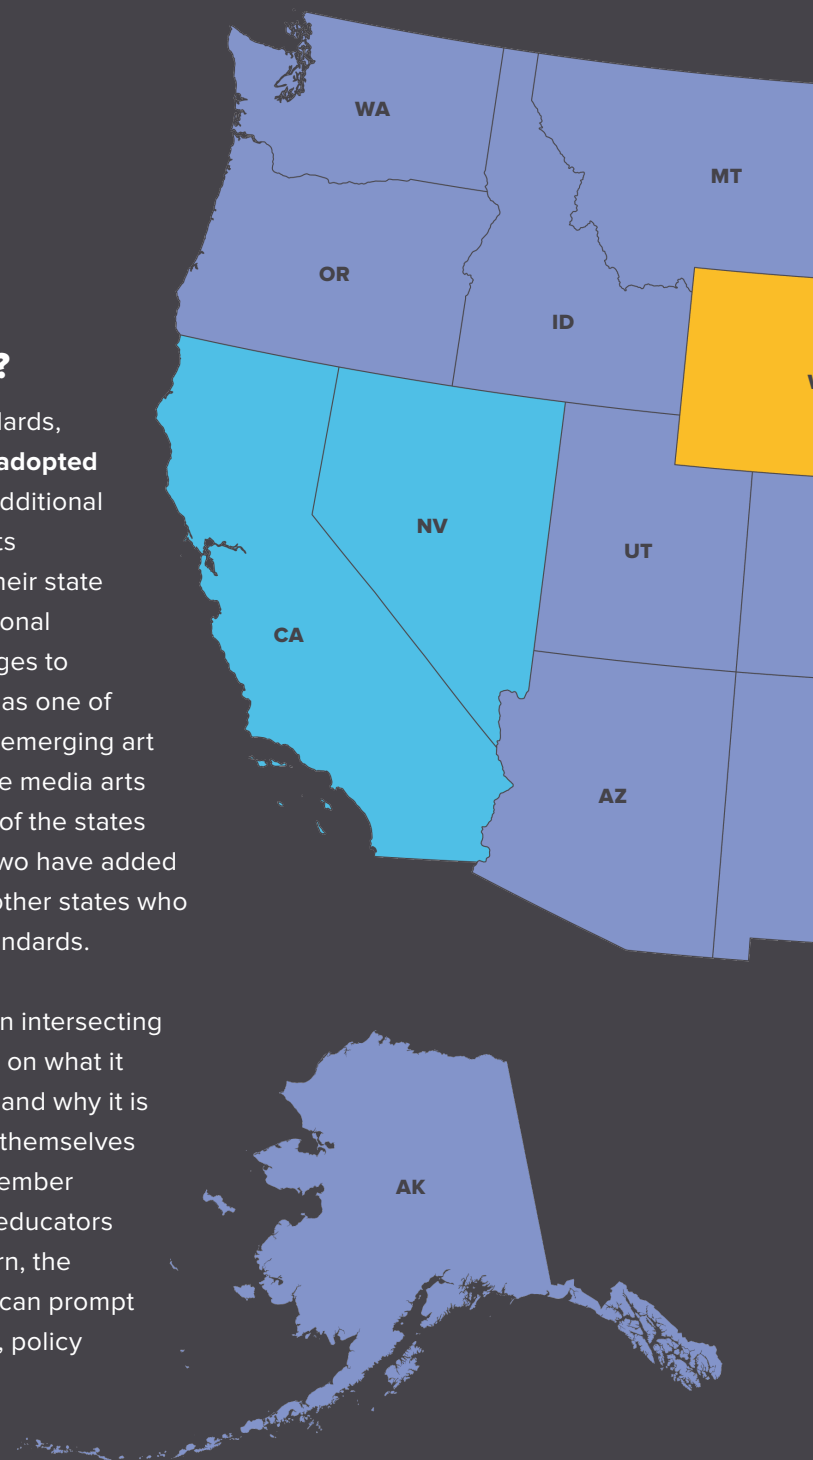 ?
lards,
adopted
dditional
ts
heir state
onal
ges to
as one of
emerging art
e media arts
of the states
wo have added
other states who
ndards.
n intersecting
on what it
and why it is
themselves
ember
educators
rn, the
can prompt
, policy
WA
MT
OR
ID
NV
UT
CA
AZ
AK